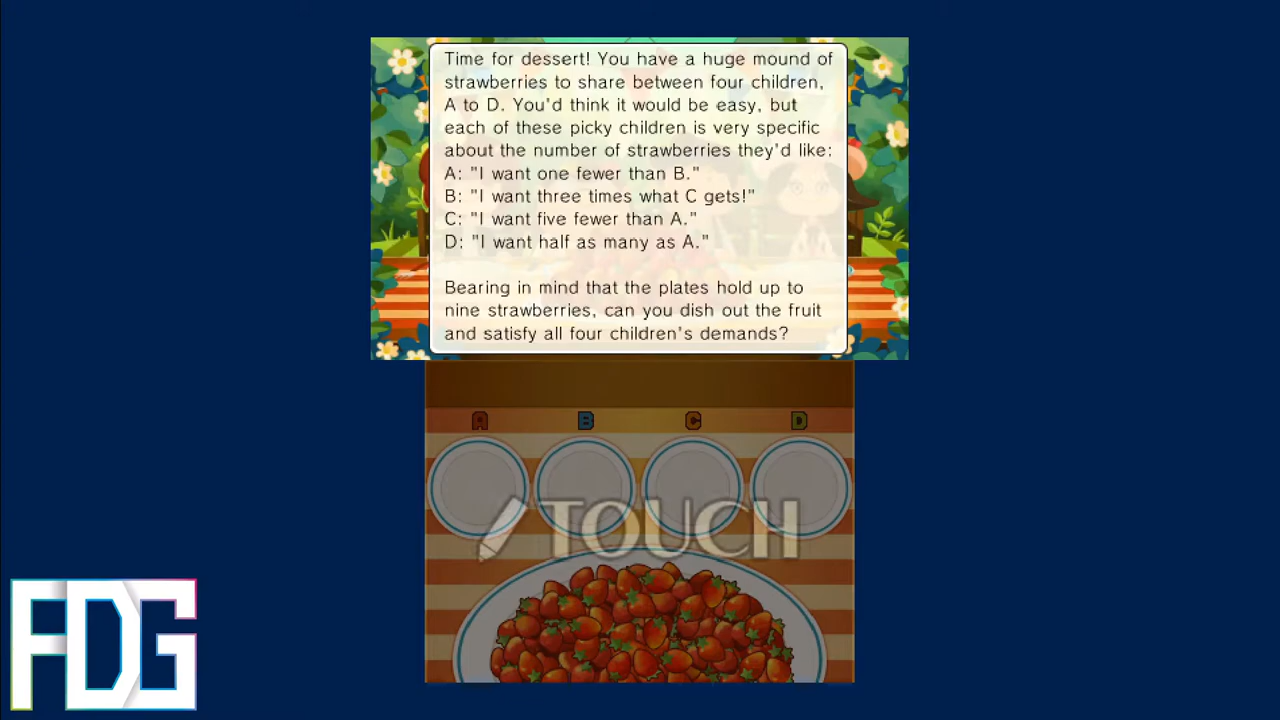 Time for dessert! You have a huge mound of
strawberries to share between four children,
A to D. You'd think it would be easy, but
each of these picky children is very specific
about the number of strawberries they'd like:
A: "I want one fewer than B."
B: "I want three times what C gets!"
C: "I want five fewer than A."
D: "I want half as many as A."
Bearing in mind that the plates hold up to
nine strawberries, can you dish out the fruit
and satisfy all four children's demands?
A B C D
TOUCH
FDG